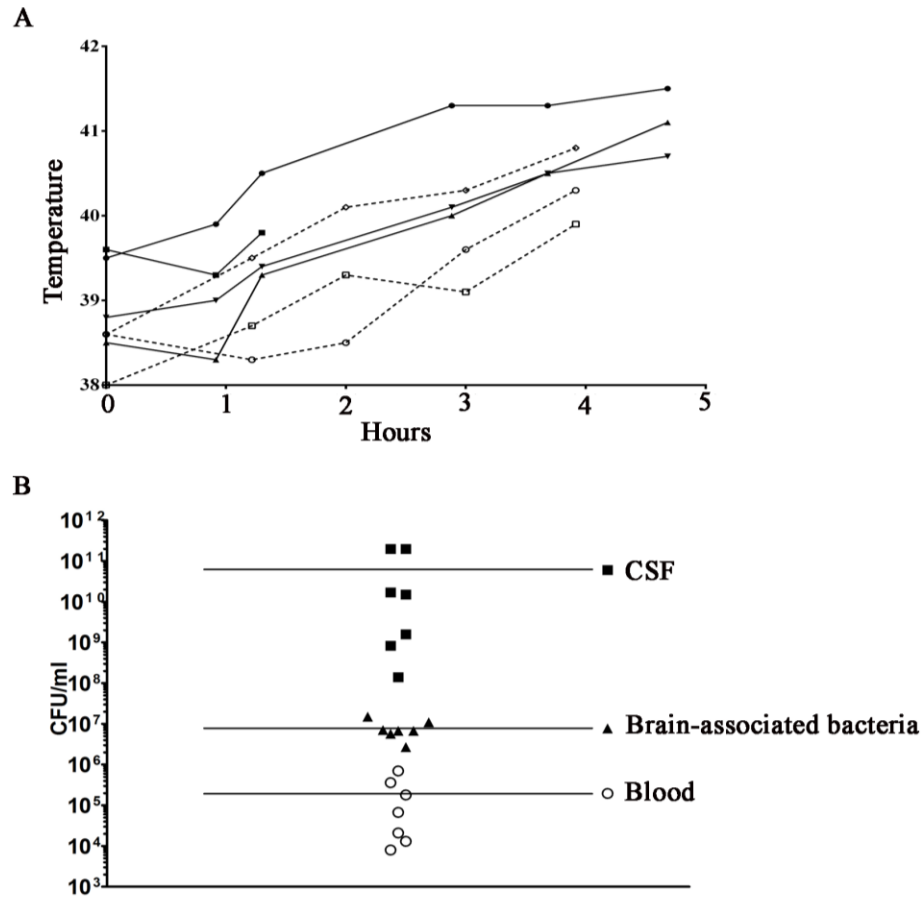 A
42
41
40
39
38
Temperature
0 1 2 3 4 5
Hours
B
10¹²
10¹¹
10¹⁰
10⁹
10⁸
10⁷
10⁶
10⁵
10⁴
10³
CFU/ml
CSF
Brain-associated bacteria
Blood